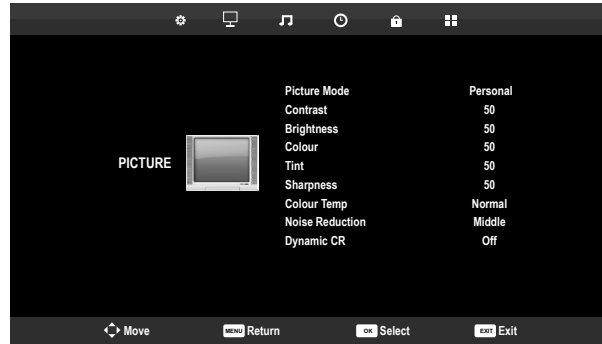 Picture Mode Personal
Contrast 50
Brightness 50
Colour 50
PICTURE
Tint 50
Sharpness 50
Colour Temp Normal
Noise Reduction Middle
Dynamic CR Off
Move MENU Return OK Select EXIT Exit